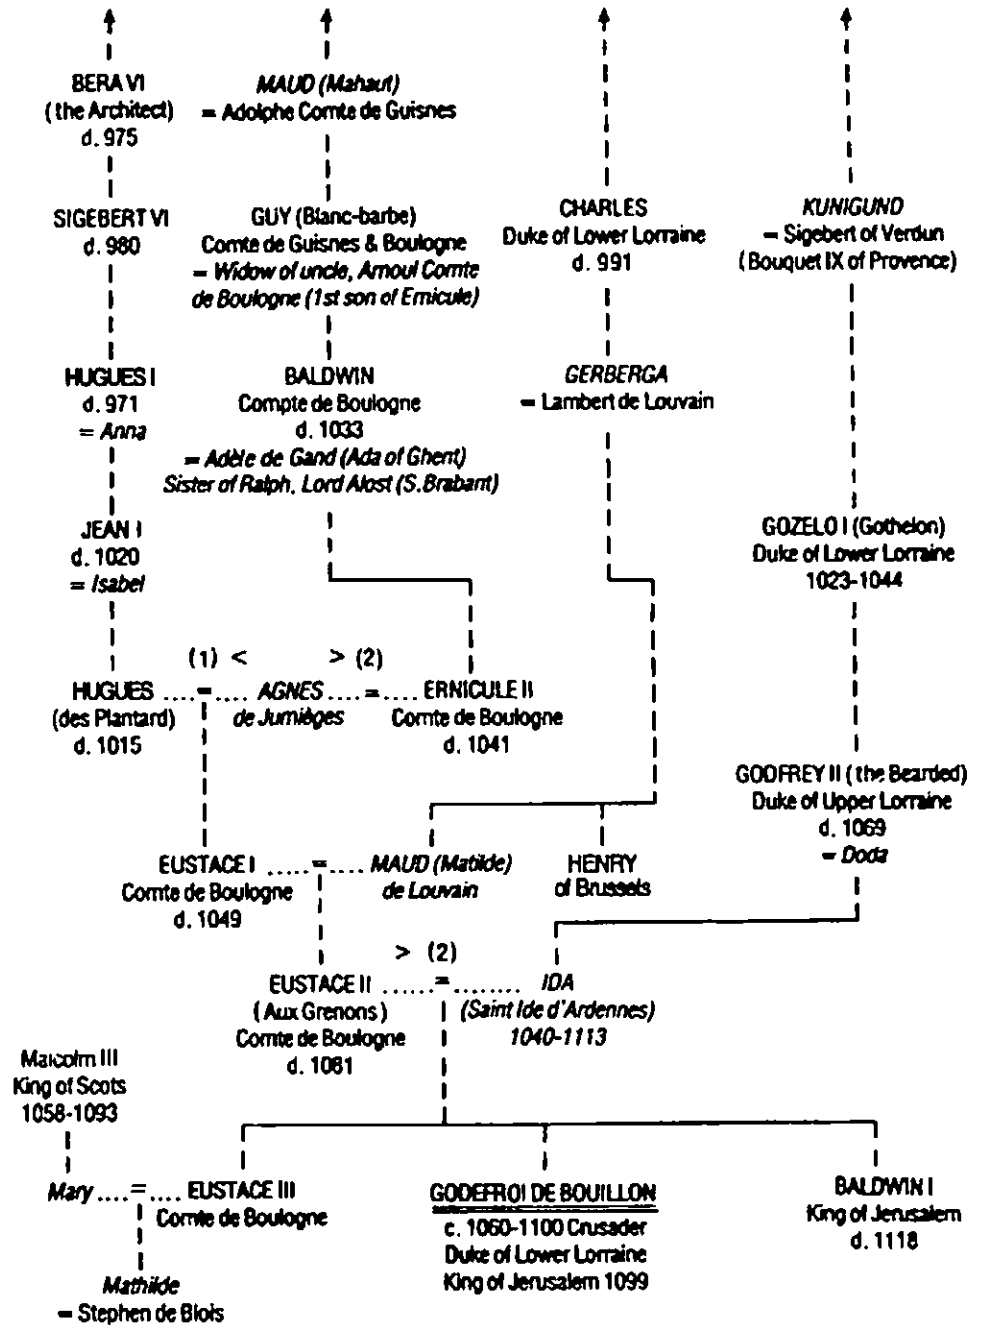 BERA VI
(the Architect)
d. 975
MAUD (Mahaut)
= Adolphe Comte de Guisnes
SIGEBERT VI
d. 980
GUY (Blanc-barbe)
Comte de Guisnes & Boulogne
= Widow of uncle, Arnoul Comte
de Boulogne (1st son of Ernicule)
CHARLES
Duke of Lower Lorraine
d. 991
KUNIGUND
= Sigebert of Verdun
(Bouquet IX of Provence)
HUGUES I
d. 971
= Anna
BALDWIN
Compte de Boulogne
d. 1033
= Adèle de Gand (Ada of Ghent)
Sister of Ralph, Lord Alost (S.Brabant)
GERBERGA
= Lambert de Louvain
JEAN I
d. 1020
= Isabel
GOZELO I (Gothelon)
Duke of Lower Lorraine
1023-1044
(1) < > (2)
HUGUES .... = .... AGNES .... = .... ERNICULE II
(des Plantard) de Jumièges Comte de Boulogne
d. 1015 d. 1041
GODFREY II (the Bearded)
Duke of Upper Lorraine
d. 1069
= Doda
EUSTACE I .... = .... MAUD (Matilde) HENRY
Comte de Boulogne de Louvain of Brussels
d. 1049
> (2)
EUSTACE II ...... = ........ IDA
(Aux Grenons) (Saint Ide d'Ardennes)
Comte de Boulogne 1040-1113
d. 1081
Malcolm III
King of Scots
1058-1093
Mary .... = .... EUSTACE III
Comte de Boulogne
GODEFROI DE BOUILLON
c. 1060-1100 Crusader
Duke of Lower Lorraine
King of Jerusalem 1099
BALDWIN I
King of Jerusalem
d. 1118
Mathilde
= Stephen de Blois